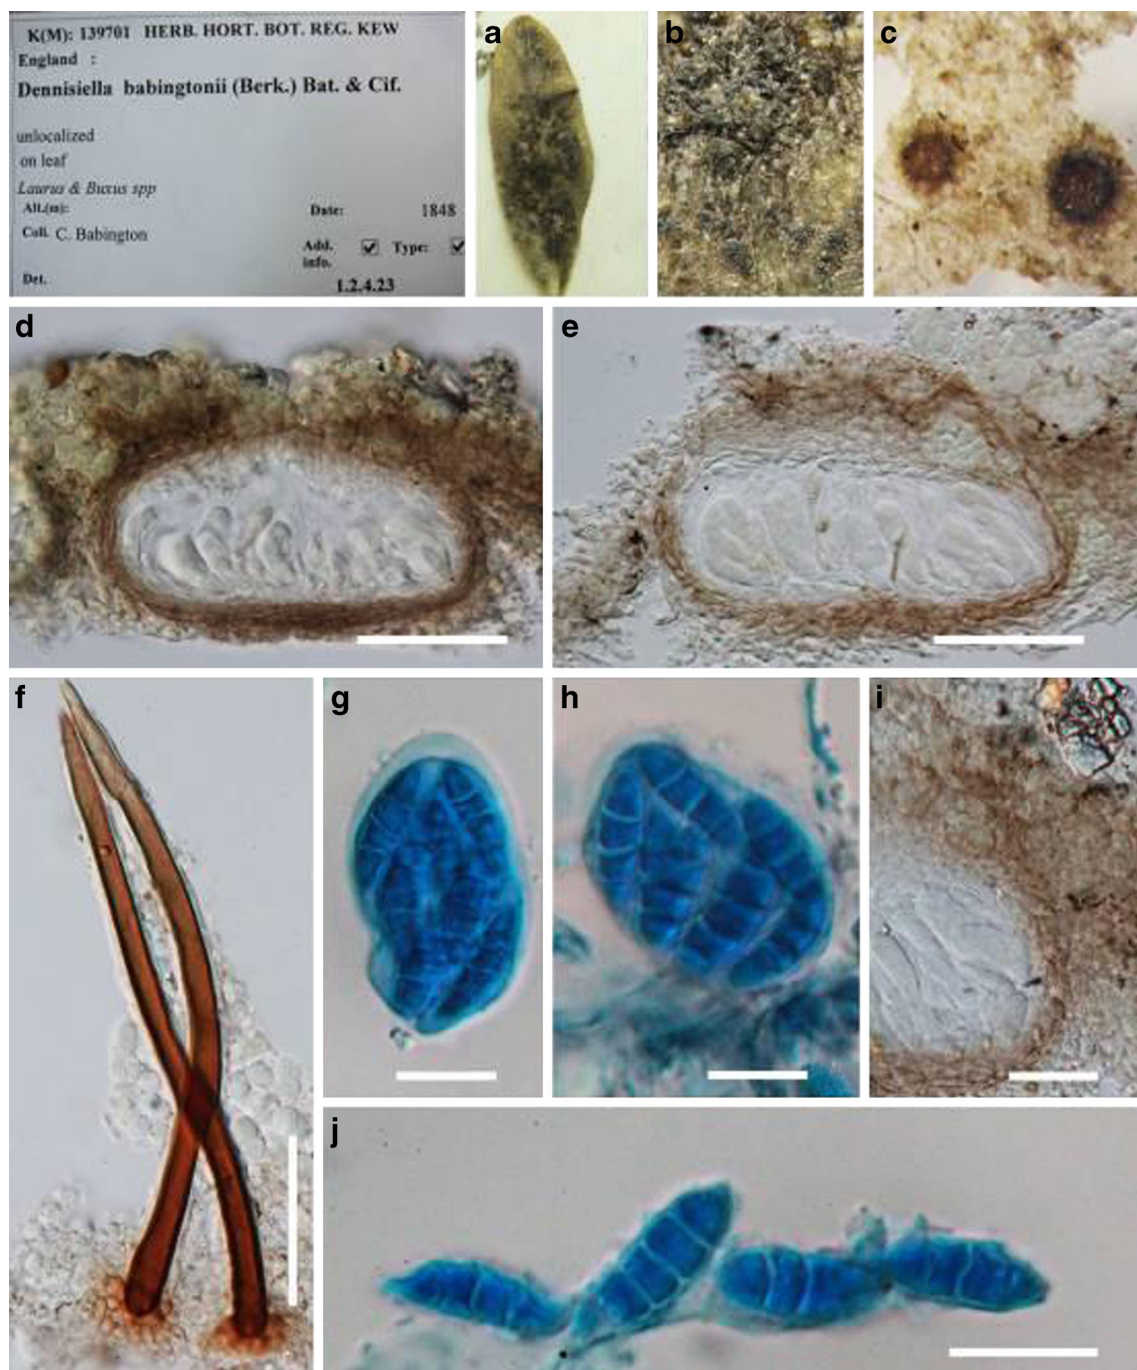 K(M): 139701 HERB. HORT. BOT. REG. KEW
England :
Dennisiella babingtonii (Berk.) Bat. & Cif.
unlocalized
on leaf
Laurus & Buxus spp
Alt.(m):
Date: 1848
Coll. C. Babington
Add. info. Type:
Det.
1.2.4.23
a
b
c
d
e
f
g
h
i
j